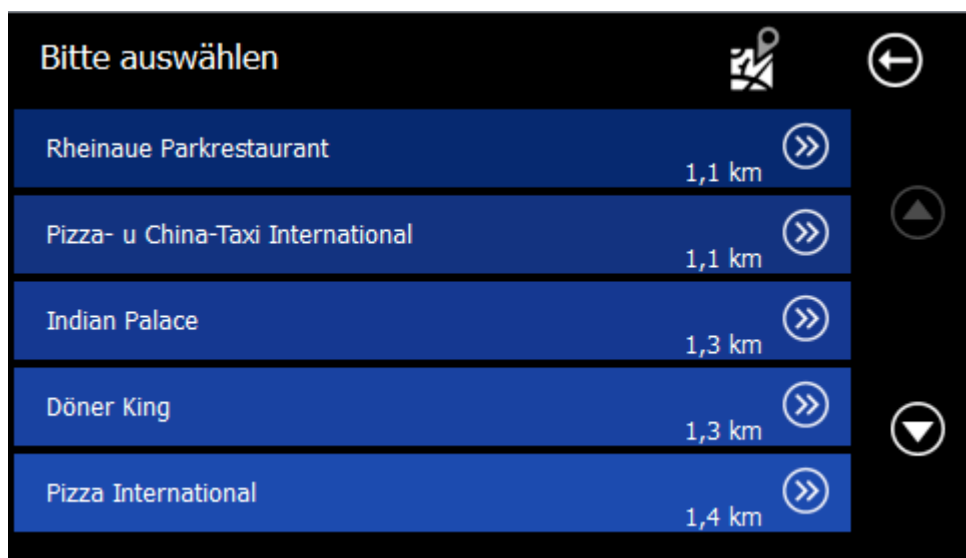 Bitte auswählen
Rheinaue Parkrestaurant
1,1 km
Pizza- u China-Taxi International
1,1 km
Indian Palace
1,3 km
Döner King
1,3 km
Pizza International
1,4 km